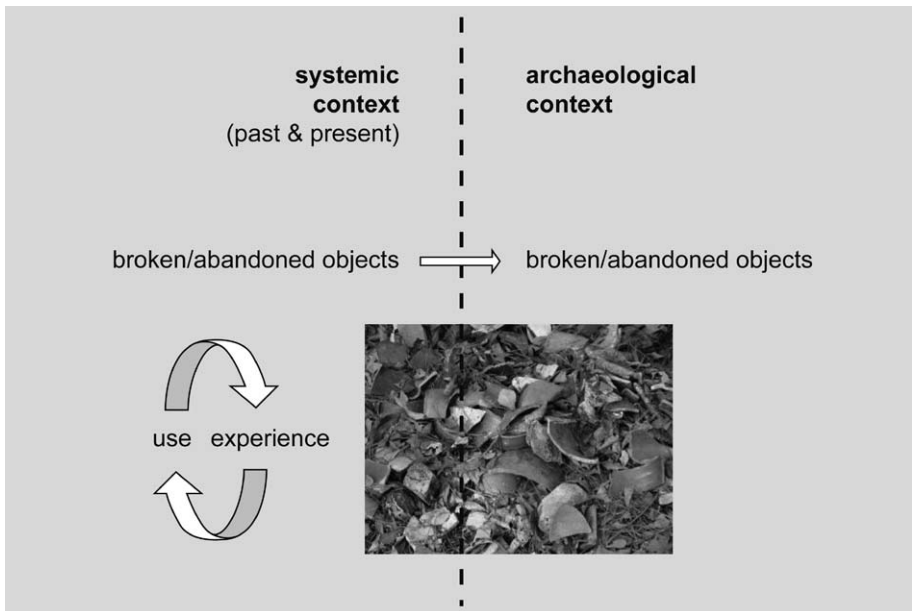 systemic
context
(past & present)
archaeological
context
broken/abandoned objects
broken/abandoned objects
use experience